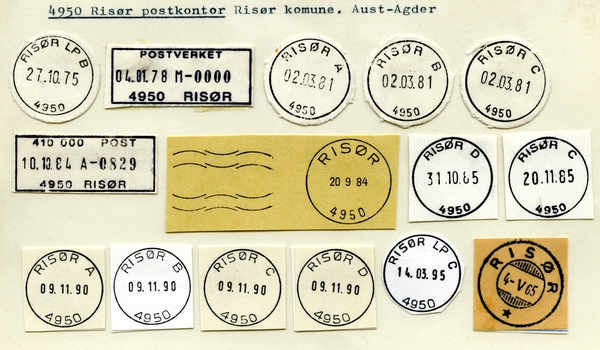 4950 Risør postkontor Risør komune. Aust-Agder
RISØR LP B
27.10.75
4950
POSTVERKET
04.01.78 M-0000
4950 RISØR
RISØR A
02.03.81
4950
RISØR B
02.03.81
4950
RISØR C
02.03.81
4950
410 000 POST
10.10.84 A-0829
4950 RISØR
RISØR
20 9 84
4950
RISØR D
31.10.85
4950
RISØR C
20.11.85
4950
RISØR A
09.11.90
4950
RISØR B
09.11.90
4950
RISØR C
09.11.90
4950
RISØR D
09.11.90
4950
RISØR LP C
14.03.95
4950
RISØR
4-V65